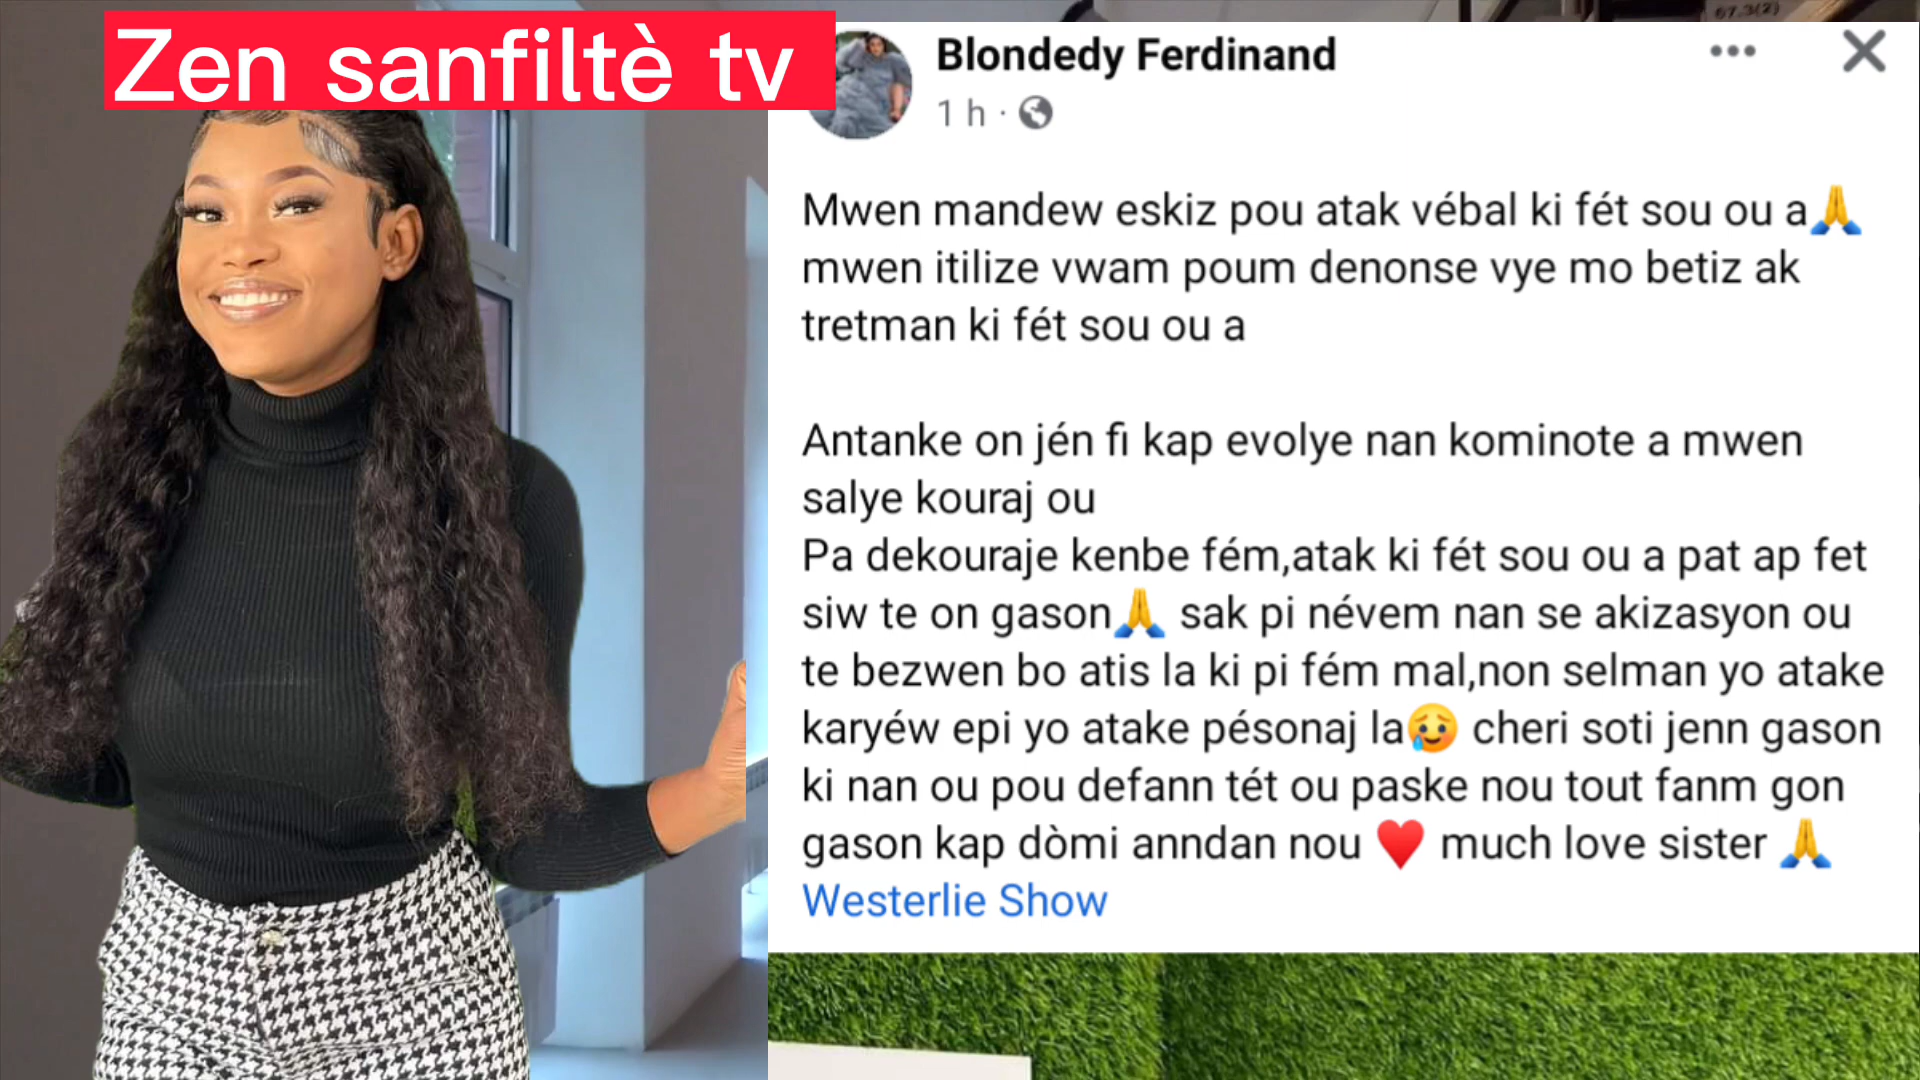 Zen sanfiltè tv
67.3(2)
Blondedy Ferdinand
1 h ·
Mwen mandew eskiz pou atak vébal ki fét sou ou a🙏
mwen itilize vwam poum denonse vye mo betiz ak
tretman ki fét sou ou a
Antanke on jén fi kap evolye nan kominote a mwen
salye kouraj ou
Pa dekouraje kenbe fém,atak ki fét sou ou a pat ap fet
siw te on gason🙏 sak pi névem nan se akizasyon ou
te bezwen bo atis la ki pi fém mal,non selman yo atake
karyéw epi yo atake pésonaj la🥲 cheri soti jenn gason
ki nan ou pou defann tét ou paske nou tout fanm gon
gason kap dòmi anndan nou ♥️ much love sister 🙏
Westerlie Show